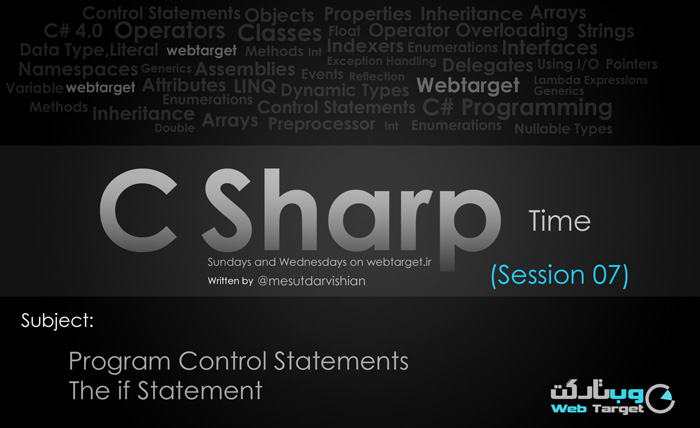 Control Statements Objects Properties Inheritance Arrays
C# 4.0 Operators Classes Float Operator Overloading Strings
Data Type,Literal webtarget Methods Int Indexers Enumerations Interfaces
Namespaces Generics Assemblies Events Exception Handling Reflection Delegates Using I/O Pointers
Variable webtarget Attributes LINQ Dynamic Types Webtarget Lambda Expressions Generics
Methods Inheritance Enumerations Control Statements C# Programming
Double Arrays Preprocessor Int Enumerations Nullable Types
C Sharp Time
Sundays and Wednesdays on webtarget.ir
Written by @mesutdarvishian
(Session 07)
Subject:
Program Control Statements
The if Statement
وب تارگت
Web Target